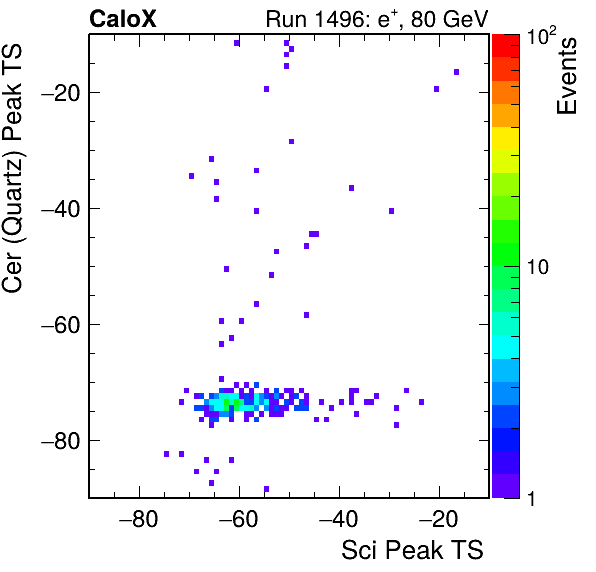 CaloX
Run 1496: e⁺, 80 GeV
Cer (Quartz) Peak TS
−20
−40
−60
−80
−80
−60
−40
−20
Sci Peak TS
10²
10
1
Events